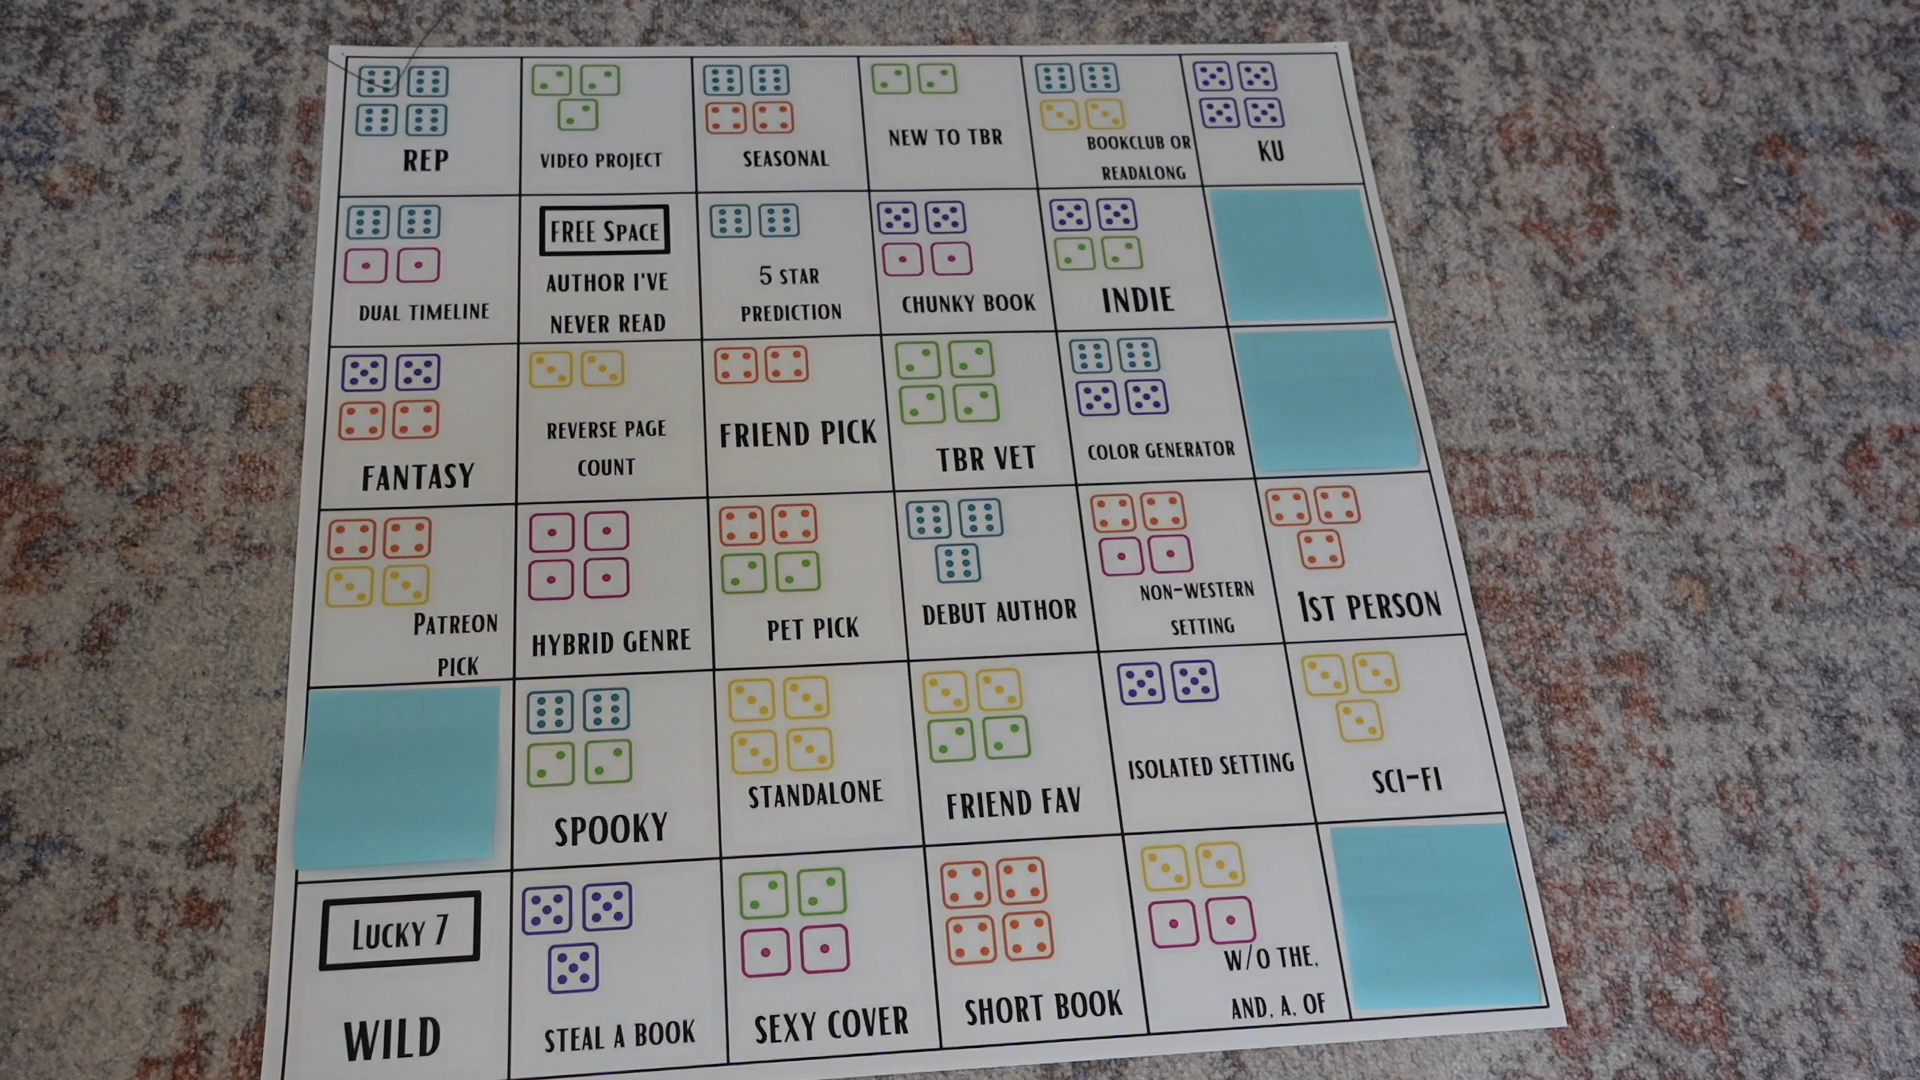 REP
VIDEO PROJECT
SEASONAL
NEW TO TBR
BOOKCLUB OR
READALONG
KU
DUAL TIMELINE
FREE SPACE
AUTHOR I'VE
NEVER READ
5 STAR
PREDICTION
CHUNKY BOOK
INDIE
FANTASY
REVERSE PAGE
COUNT
FRIEND PICK
TBR VET
COLOR GENERATOR
PATREON
PICK
HYBRID GENRE
PET PICK
DEBUT AUTHOR
NON-WESTERN
SETTING
1ST PERSON
SPOOKY
STANDALONE
FRIEND FAV
ISOLATED SETTING
SCI-FI
LUCKY 7
WILD
STEAL A BOOK
SEXY COVER
SHORT BOOK
W/O THE,
AND, A, OF